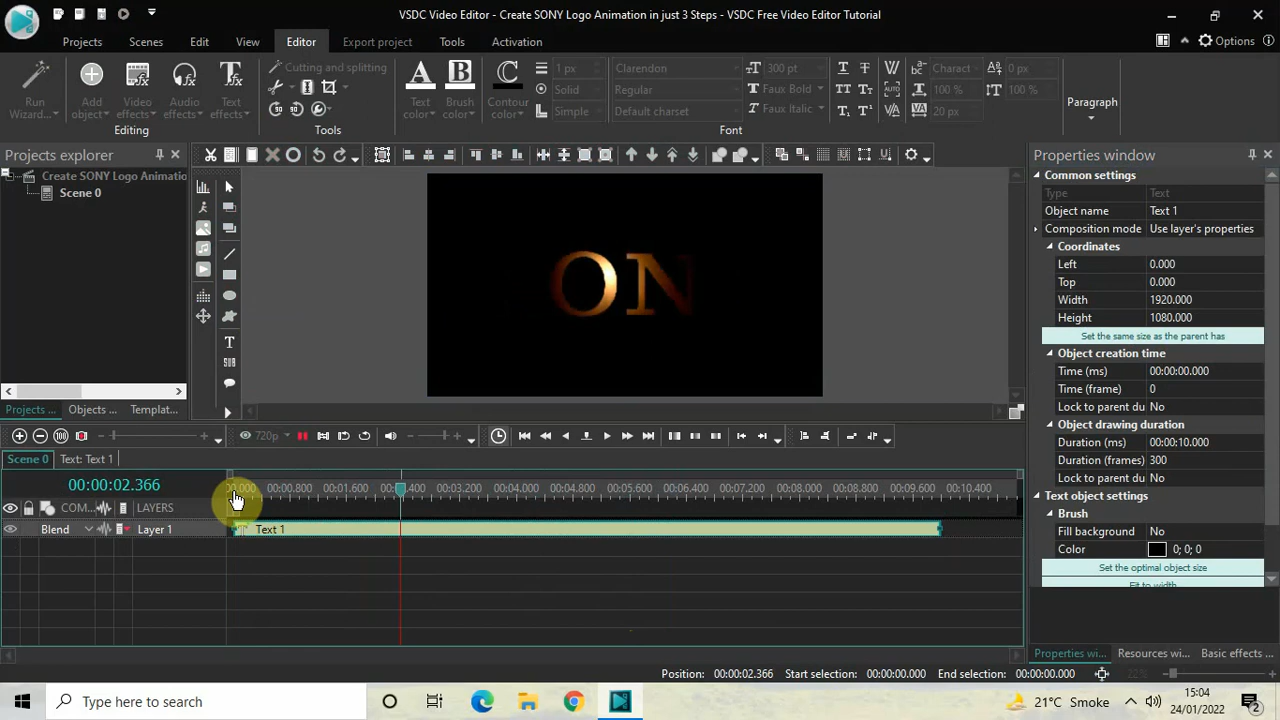 VSDC Video Editor - Create SONY Logo Animation in just 3 Steps - VSDC Free Video Editor Tutorial
Projects Scenes Edit View Editor Export project Tools Activation Options
Run Wizard...
Add object
Video effects
Audio effects
Text effects
Editing
Cutting and splitting
Tools
Text color
Brush color
Contour color
1 px
Solid
Simple
Clarendon
Regular
Default charset
300 pt
Faux Bold
Faux Italic
Charact
100 %
20 px
0 px
100 %
Font
Paragraph
Projects explorer
Create SONY Logo Animatio
Scene 0
Projects ... Objects ... Templat...
ON
Properties window
Common settings
Type Text
Object name Text 1
Composition mode Use layer's properties
Coordinates
Left 0.000
Top 0.000
Width 1920.000
Height 1080.000
Set the same size as the parent has
Object creation time
Time (ms) 00:00:00.000
Time (frame) 0
Lock to parent du No
Object drawing duration
Duration (ms) 00:00:10.000
Duration (frames) 300
Lock to parent du No
Text object settings
Brush
Fill background No
Color 0; 0; 0
Set the optimal object size
Fit to width
Properties wi... Resources wi... Basic effects ...
720p
Scene 0 Text: Text 1
00:00:02.366
00:00.800 00:01.600 00:03.200 00:04.000 00:04.800 00:05.600 00:06.400 00:07.200 00:08.000 00:08.800 00:09.600 00:10.400
COM... LAYERS
Blend Layer 1 Text 1
Position: 00:00:02.366 Start selection: 00:00:00.000 End selection: 00:00:00.000
Type here to search
21°C Smoke
15:04
24/01/2022
2